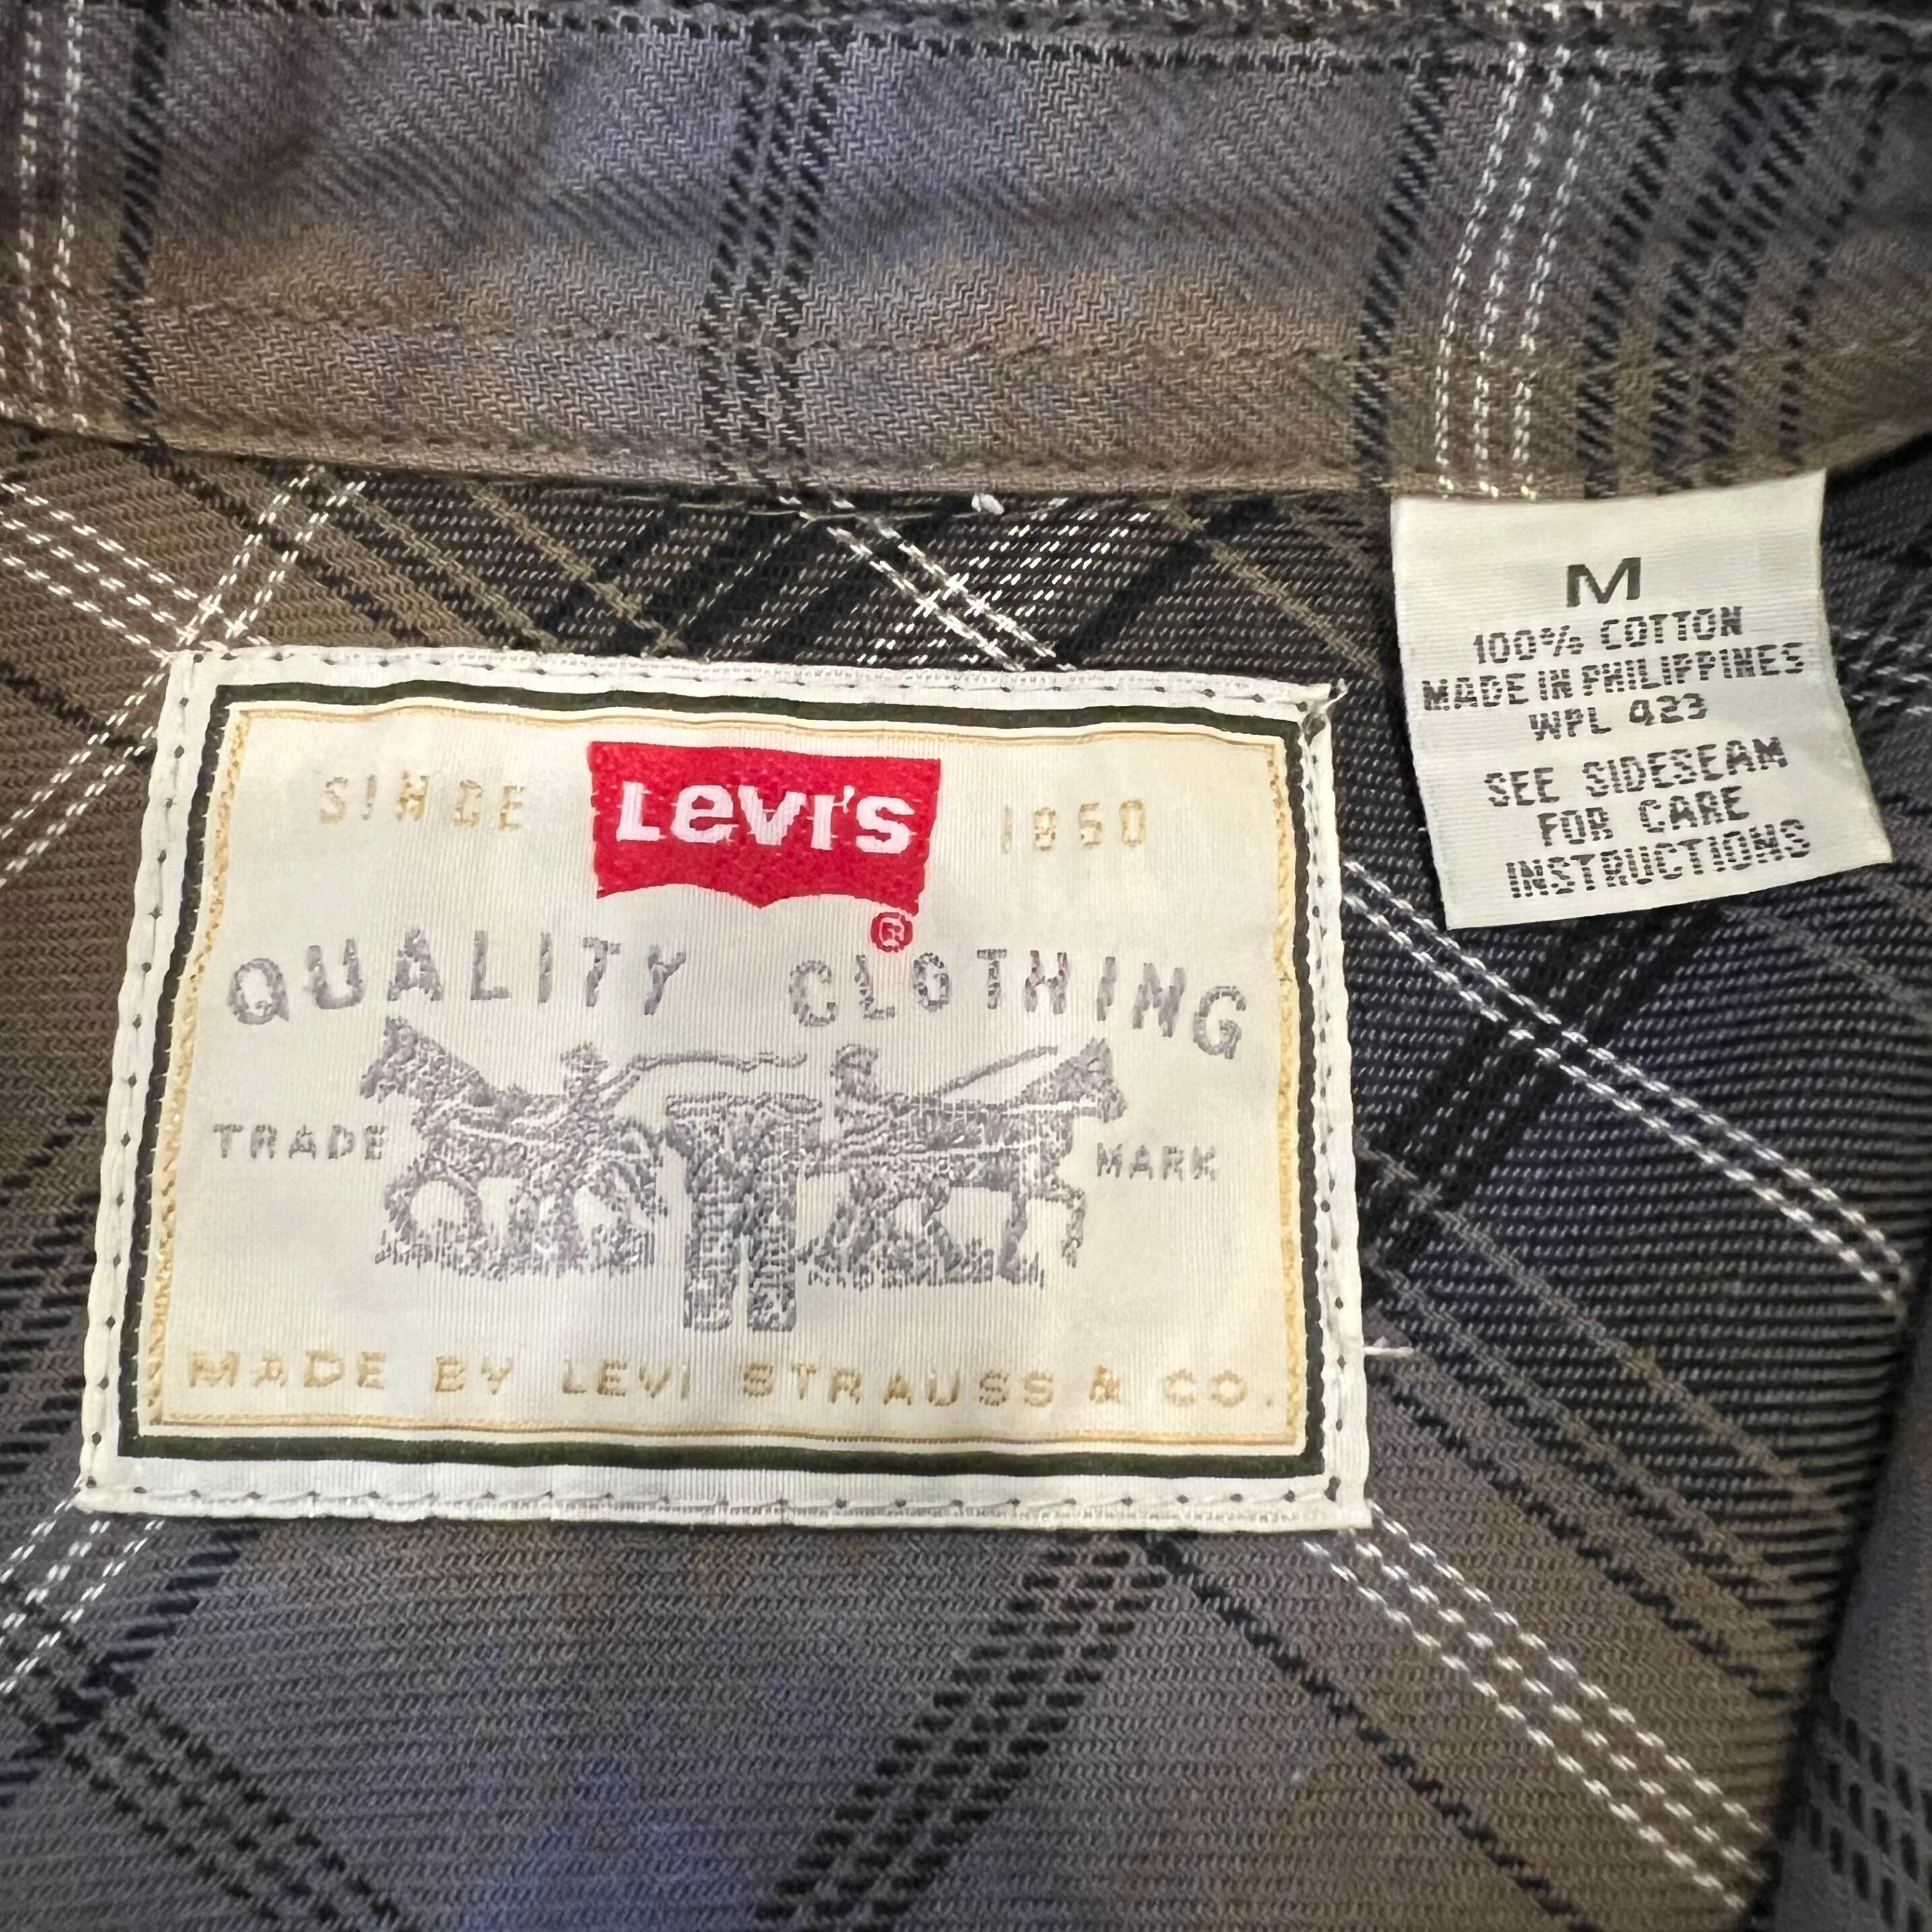 SINCE LEVI'S 1850
®
QUALITY CLOTHING
TRADE MARK
MADE BY LEVI STRAUSS & CO.
M
100% COTTON
MADE IN PHILIPPINES
WPL 423
SEE SIDESEAM
FOR CARE
INSTRUCTIONS